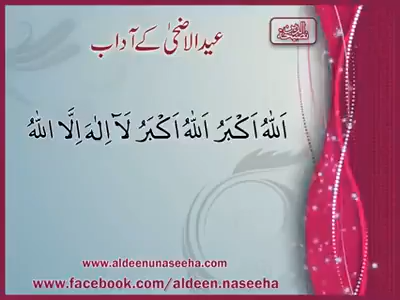 عیدالاضحیٰ کے آداب
اَللّٰهُ اَكْبَرُ اَللّٰهُ اَكْبَرُ لَآ اِلٰهَ اِلَّا اللّٰهُ
www.aldeenunaseeha.com
www.facebook.com/aldeen.naseeha